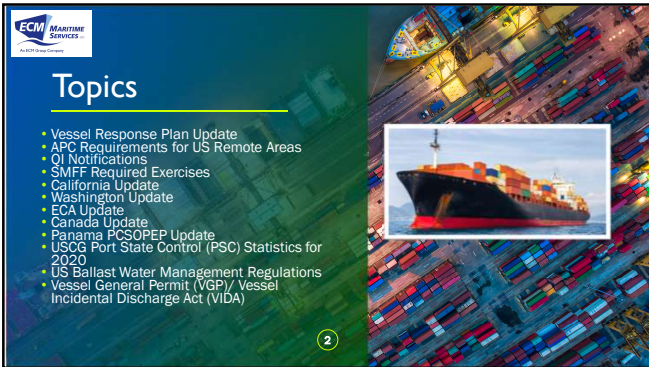 ECM MARITIME
SERVICES LLC
An ECM Group Company
Topics
• Vessel Response Plan Update
• APC Requirements for US Remote Areas
• QI Notifications
• SMFF Required Exercises
• California Update
• Washington Update
• ECA Update
• Canada Update
• Panama PCSOPEP Update
• USCG Port State Control (PSC) Statistics for
2020
• US Ballast Water Management Regulations
• Vessel General Permit (VGP)/ Vessel
Incidental Discharge Act (VIDA)
2